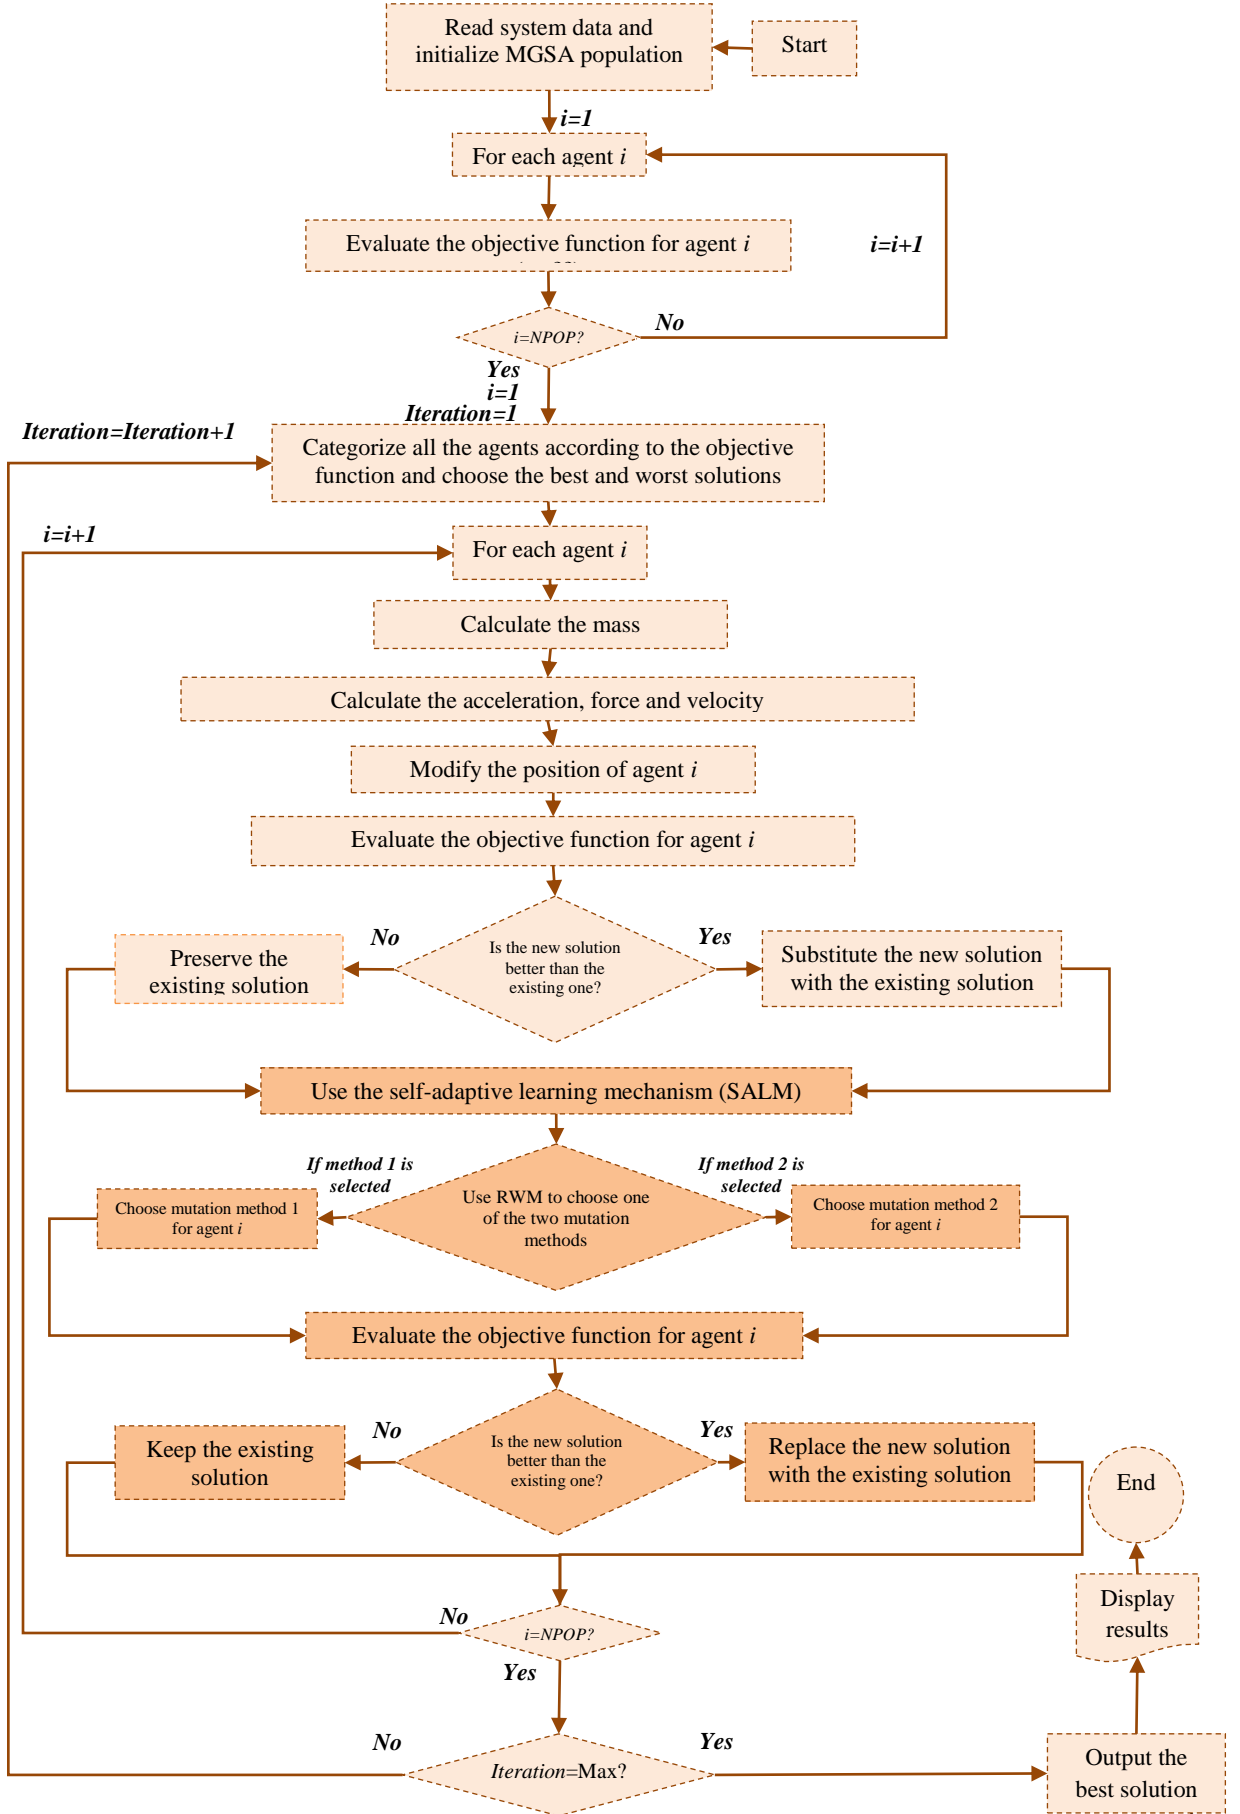 Read system data and
initialize MGSA population
Start
i=1
For each agent i
Evaluate the objective function for agent i
i=i+1
i=NPOP?
No
Yes
i=1
Iteration=1
Iteration=Iteration+1
Categorize all the agents according to the objective
function and choose the best and worst solutions
i=i+1
For each agent i
Calculate the mass
Calculate the acceleration, force and velocity
Modify the position of agent i
Evaluate the objective function for agent i
No
Is the new solution
better than the
existing one?
Yes
Preserve the
existing solution
Substitute the new solution
with the existing solution
Use the self-adaptive learning mechanism (SALM)
If method 1 is
selected
If method 2 is
selected
Use RWM to choose one
of the two mutation
methods
Choose mutation method 1
for agent i
Choose mutation method 2
for agent i
Evaluate the objective function for agent i
No
Is the new solution
better than the
existing one?
Yes
Keep the existing
solution
Replace the new solution
with the existing solution
End
Display
results
No
i=NPOP?
Yes
No
Iteration=Max?
Yes
Output the
best solution